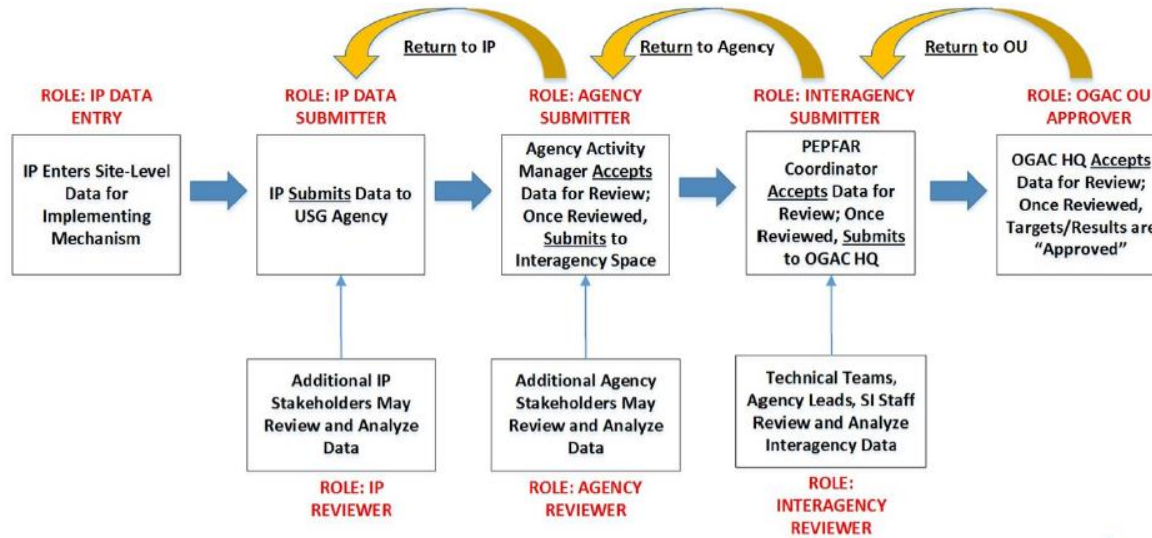 Return to IP
Return to Agency
Return to OU
ROLE: IP DATA
ENTRY
IP Enters Site-Level
Data for
Implementing
Mechanism
ROLE: IP DATA
SUBMITTER
IP Submits Data to
USG Agency
ROLE: AGENCY
SUBMITTER
Agency Activity
Manager Accepts
Data for Review;
Once Reviewed,
Submits to
Interagency Space
ROLE: INTERAGENCY
SUBMITTER
PEPFAR
Coordinator
Accepts Data for
Review; Once
Reviewed, Submits
to OGAC HQ
ROLE: OGAC OU
APPROVER
OGAC HQ Accepts
Data for Review;
Once Reviewed,
Targets/Results are
“Approved”
Additional IP
Stakeholders May
Review and Analyze
Data
ROLE: IP
REVIEWER
Additional Agency
Stakeholders May
Review and Analyze
Data
ROLE: AGENCY
REVIEWER
Technical Teams,
Agency Leads, SI Staff
Review and Analyze
Interagency Data
ROLE:
INTERAGENCY
REVIEWER